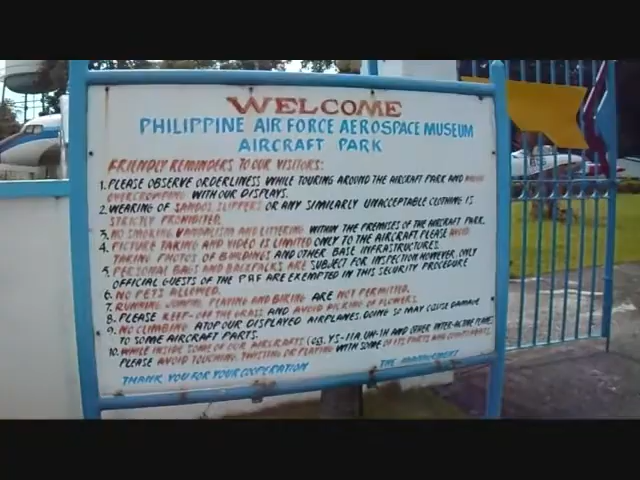 WELCOME
PHILIPPINE AIR FORCE AEROSPACE MUSEUM
AIRCRAFT PARK
FRIENDLY REMINDERS TO OUR VISITORS:
1. PLEASE OBSERVE ORDERLINESS WHILE TOURING AROUND THE AIRCRAFT PARK AND AVOID
OVERCROWDING WITH OUR DISPLAYS.
2. WEARING OF SANDOS, SLIPPERS OR ANY SIMILARLY UNACCEPTABLE CLOTHING IS
STRICTLY PROHIBITED.
3. NO SMOKING, VANDALISM AND LITTERING WITHIN THE PREMISES OF THE AIRCRAFT PARK.
4. PICTURE TAKING AND VIDEO IS LIMITED ONLY TO THE AIRCRAFT. PLEASE AVOID
TAKING PHOTOS OF BUILDINGS AND OTHER BASE INFRASTRUCTURES.
5. PERSONAL BAGS AND BACKPACKS ARE SUBJECT FOR INSPECTION HOWEVER, ONLY
OFFICIAL GUESTS OF THE PAF ARE EXEMPTED IN THIS SECURITY PROCEDURE
6. NO PETS ALLOWED.
7. RUNNING, PLAYING AND BIKING ARE NOT PERMITTED.
8. PLEASE KEEP-OFF THE GRASS AND AVOID PICKING OF FLOWERS.
9. NO CLIMBING ATOP OUR DISPLAYED AIRPLANES. DOING SO MAY CAUSE DAMAGE
TO SOME AIRCRAFT PARTS.
10. WHILE INSIDE SOME OF OUR AIRCRAFTS (eg. YS-11A, UH-1H AND OTHER INTER-ACTIVE PLANES
PLEASE AVOID TOUCHING, TWISTING OR PLAYING WITH SOME OF ITS PARTS AND COMPONENTS.
THANK YOU FOR YOUR COOPERATION THE MANAGEMENT